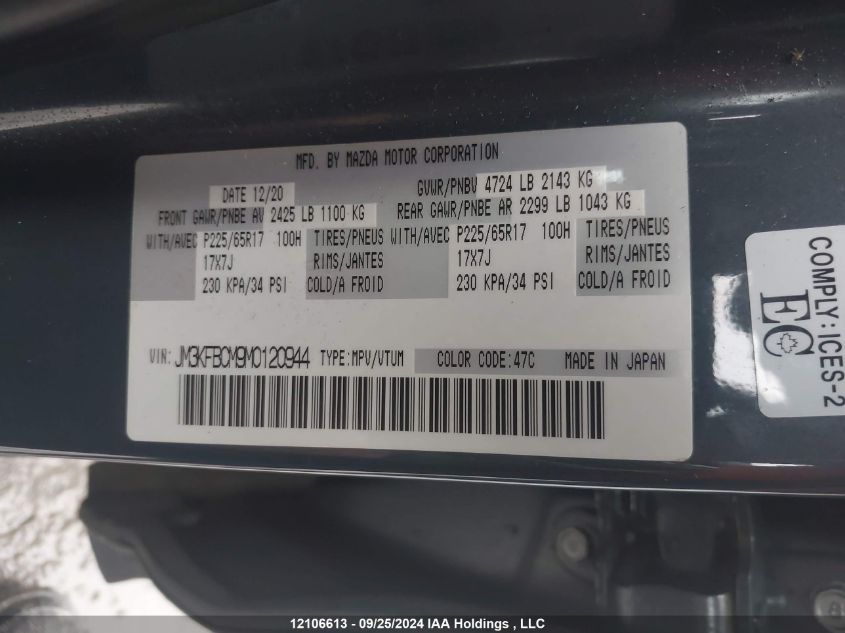 MFD. BY MAZDA MOTOR CORPORATION
DATE 12/20 GVWR/PNBV 4724 LB 2143 KG
FRONT GAWR/PNBE AV 2425 LB 1100 KG REAR GAWR/PNBE AR 2299 LB 1043 KG
WITH/AVEC P225/65R17 100H TIRES/PNEUS WITH/AVEC P225/65R17 100H TIRES/PNEUS
17X7J RIMS/JANTES 17X7J RIMS/JANTES
230 KPA/34 PSI COLD/A FROID 230 KPA/34 PSI COLD/A FROID
VIN: JM3KFBCM9M0120944 TYPE:MPV/VTUM COLOR CODE:47C MADE IN JAPAN
COMPLY: ICES-2
EC
12106613 - 09/25/2024 IAA Holdings , LLC